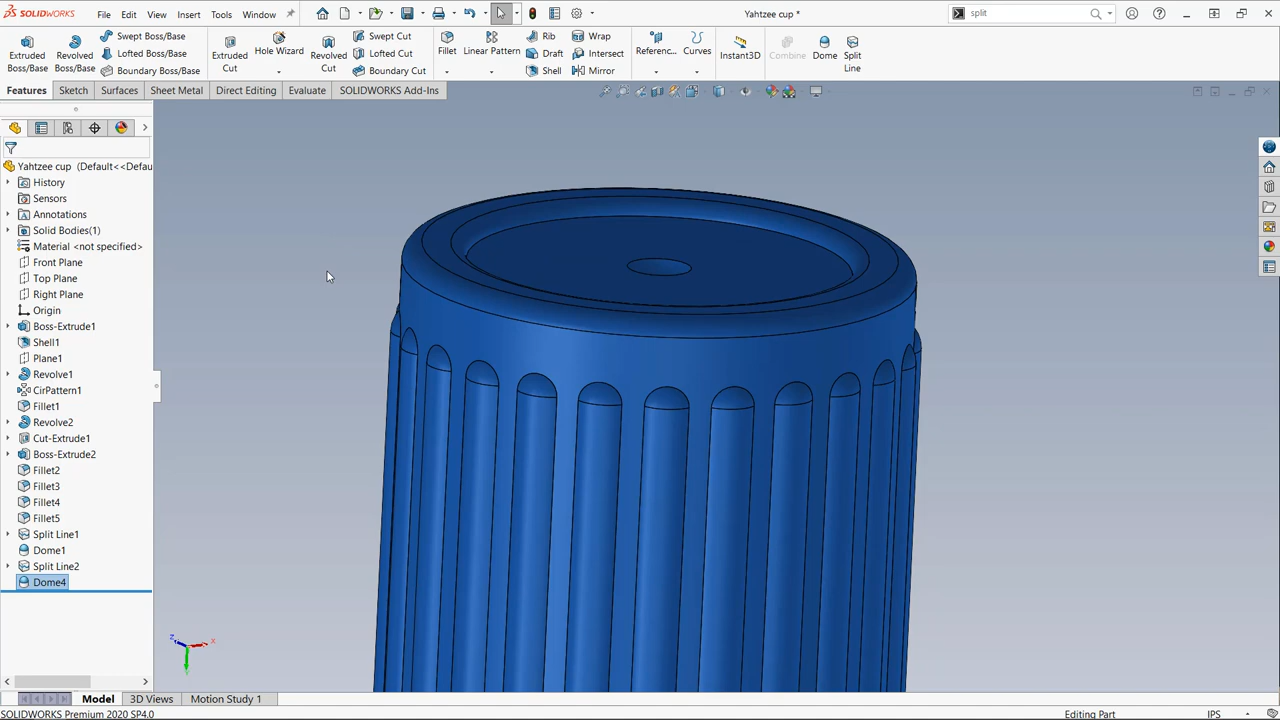 SOLIDWORKS File Edit View Insert Tools Window Yahtzee cup * split
Extruded Boss/Base
Revolved Boss/Base
Swept Boss/Base
Lofted Boss/Base
Boundary Boss/Base
Extruded Cut
Hole Wizard
Revolved Cut
Swept Cut
Lofted Cut
Boundary Cut
Fillet
Linear Pattern
Rib
Draft
Shell
Wrap
Intersect
Mirror
Referenc...
Curves
Instant3D
Combine
Dome
Split Line
Features Sketch Surfaces Sheet Metal Direct Editing Evaluate SOLIDWORKS Add-Ins
Yahtzee cup (Default<<Defau
History
Sensors
Annotations
Solid Bodies(1)
Material <not specified>
Front Plane
Top Plane
Right Plane
Origin
Boss-Extrude1
Shell1
Plane1
Revolve1
CirPattern1
Fillet1
Revolve2
Cut-Extrude1
Boss-Extrude2
Fillet2
Fillet3
Fillet4
Fillet5
Split Line1
Dome1
Split Line2
Dome4
z x
Model 3D Views Motion Study 1
SOLIDWORKS Premium 2020 SP4.0 Editing Part IPS